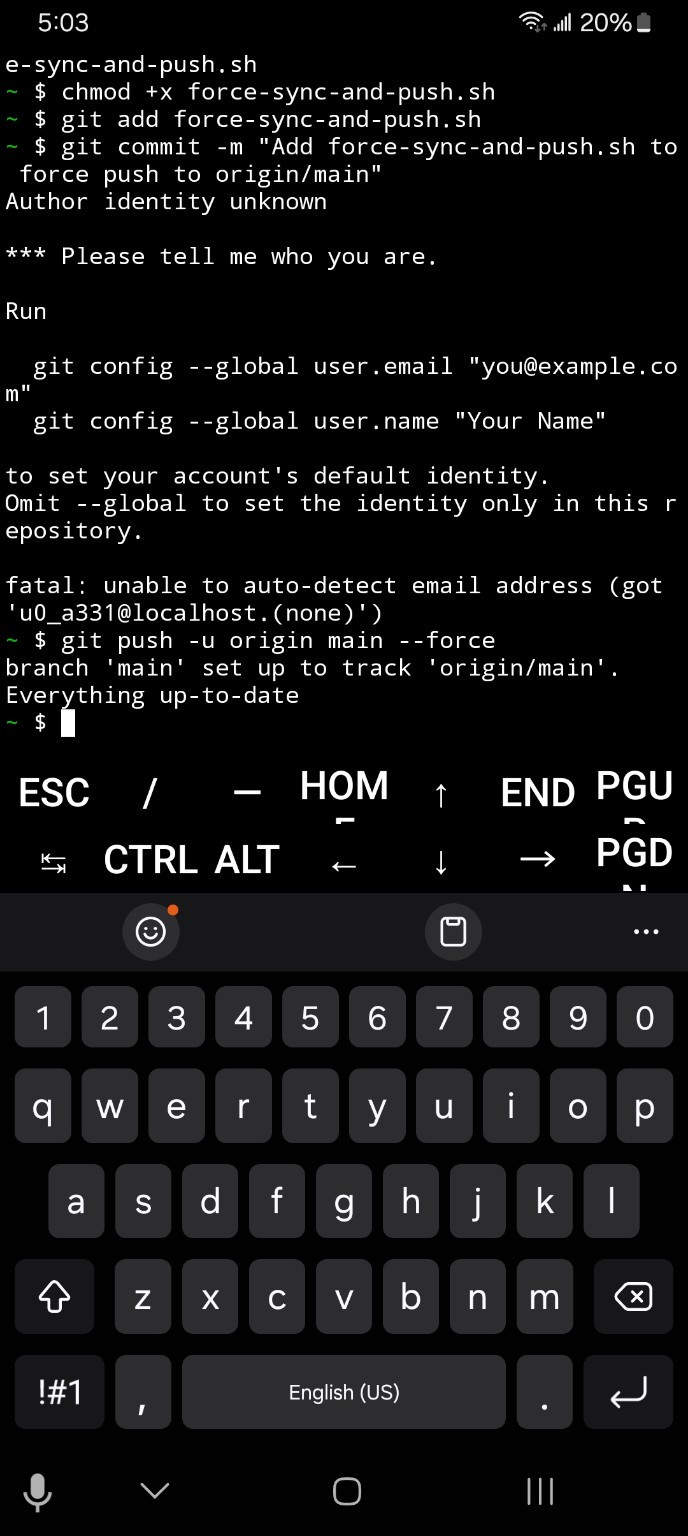 5:03
20%
e-sync-and-push.sh
~ $ chmod +x force-sync-and-push.sh
~ $ git add force-sync-and-push.sh
~ $ git commit -m "Add force-sync-and-push.sh to
 force push to origin/main"
Author identity unknown
*** Please tell me who you are.
Run
  git config --global user.email "you@example.co
m"
  git config --global user.name "Your Name"
to set your account's default identity.
Omit --global to set the identity only in this r
epository.
fatal: unable to auto-detect email address (got
'u0_a331@localhost.(none)')
~ $ git push -u origin main --force
branch 'main' set up to track 'origin/main'.
Everything up-to-date
~ $
ESC / — HOM ↑ END PGU
E P
↹ CTRL ALT ← ↓ → PGD
N
1 2 3 4 5 6 7 8 9 0
q w e r t y u i o p
a s d f g h j k l
z x c v b n m
!#1 , English (US) .